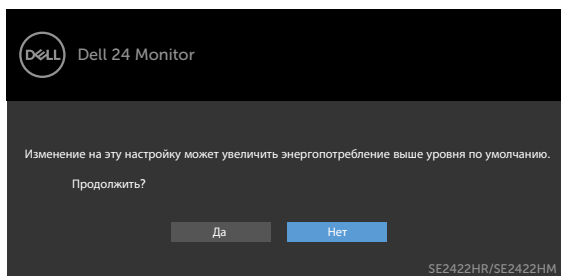 DELL Dell 24 Monitor
Изменение на эту настройку может увеличить энергопотребление выше уровня по умолчанию.
Продолжить?
Да Нет
SE2422HR/SE2422HM